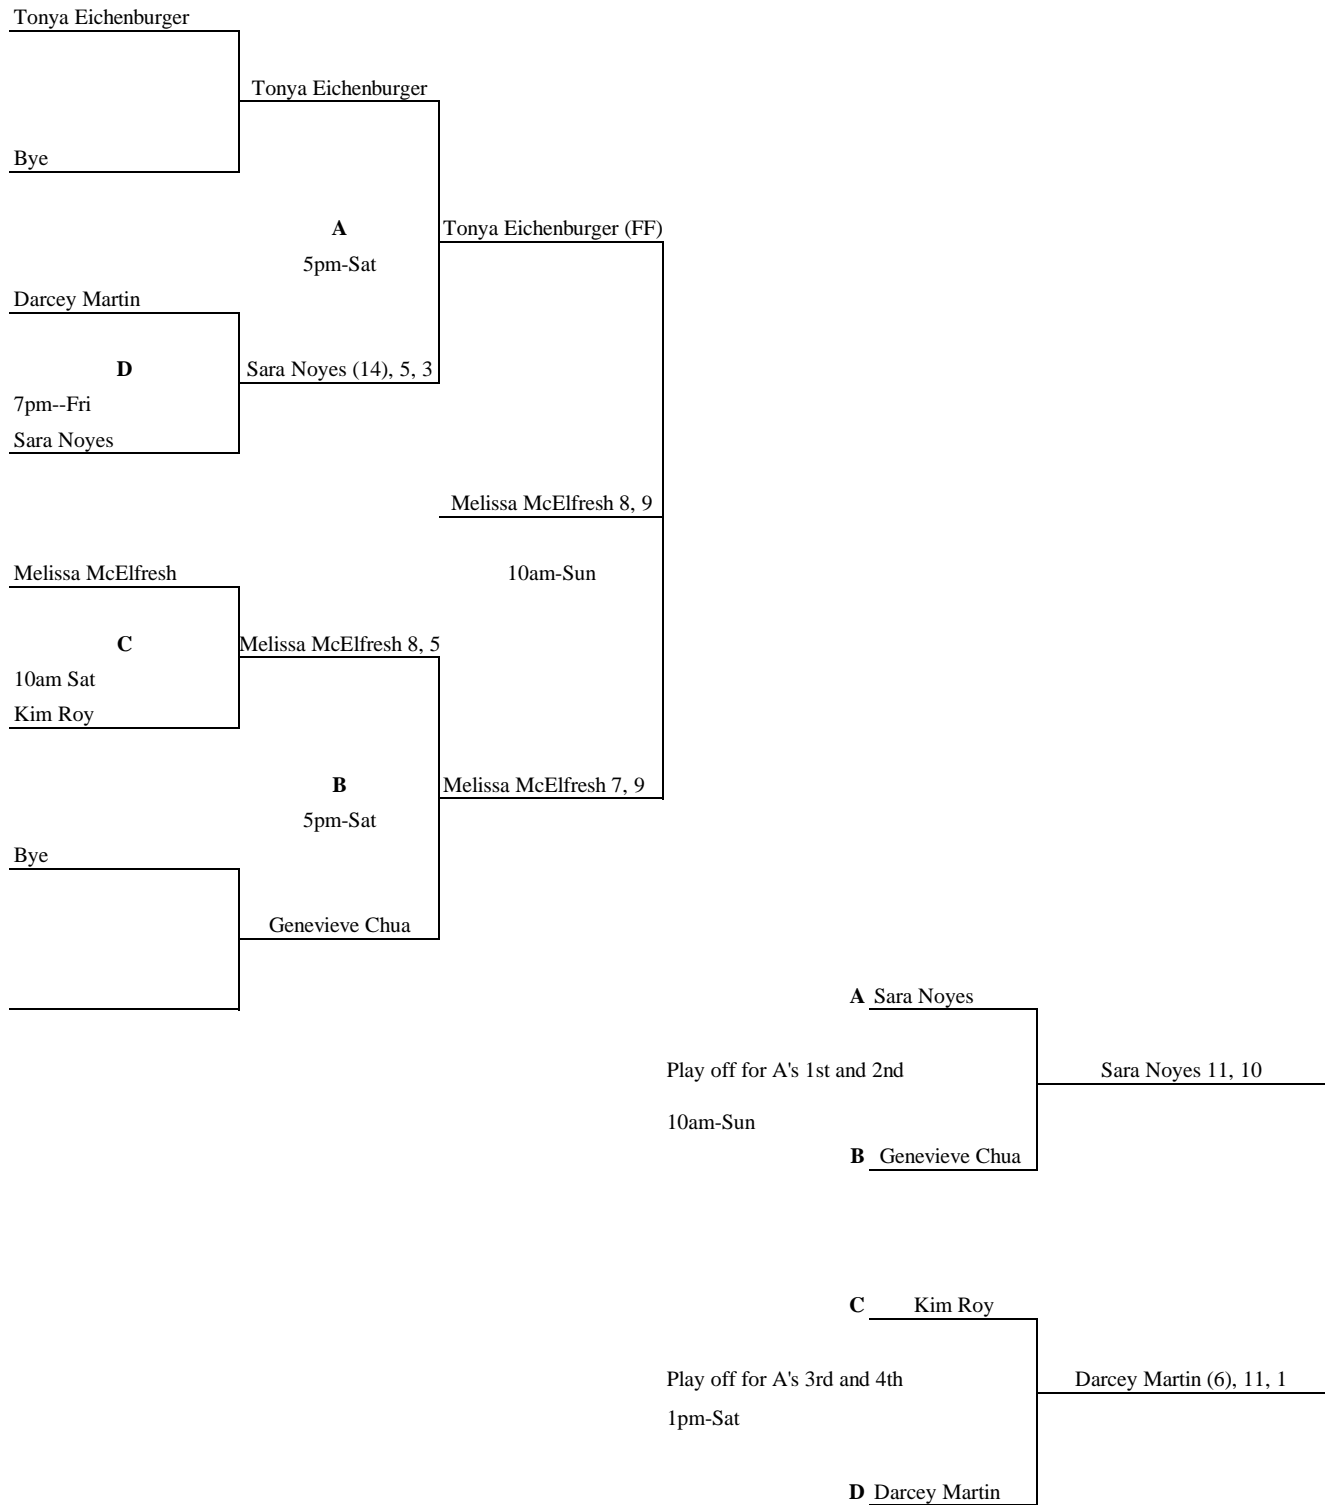 Tonya Eichenburger
Tonya Eichenburger
Bye
A
Tonya Eichenburger (FF)
5pm-Sat
Darcey Martin
D
Sara Noyes (14), 5, 3
7pm--Fri
Sara Noyes
Melissa McElfresh 8, 9
Melissa McElfresh
10am-Sun
C
Melissa McElfresh 8, 5
10am Sat
Kim Roy
B
Melissa McElfresh 7, 9
5pm-Sat
Bye
Genevieve Chua
A Sara Noyes
Play off for A's 1st and 2nd
Sara Noyes 11, 10
10am-Sun
B Genevieve Chua
C Kim Roy
Play off for A's 3rd and 4th
Darcey Martin (6), 11, 1
1pm-Sat
D Darcey Martin